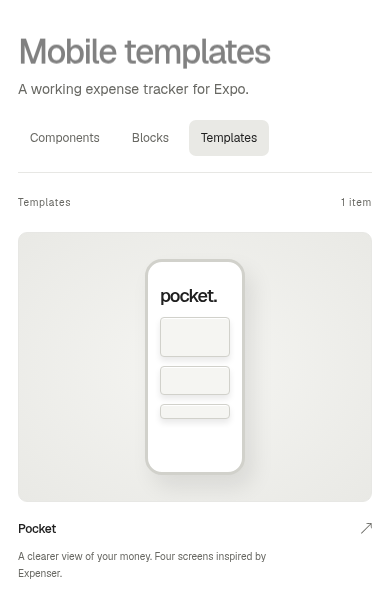 Mobile templates
A working expense tracker for Expo.
Components Blocks Templates
Templates 1 item
pocket.
Pocket
A clearer view of your money. Four screens inspired by
Expenser.